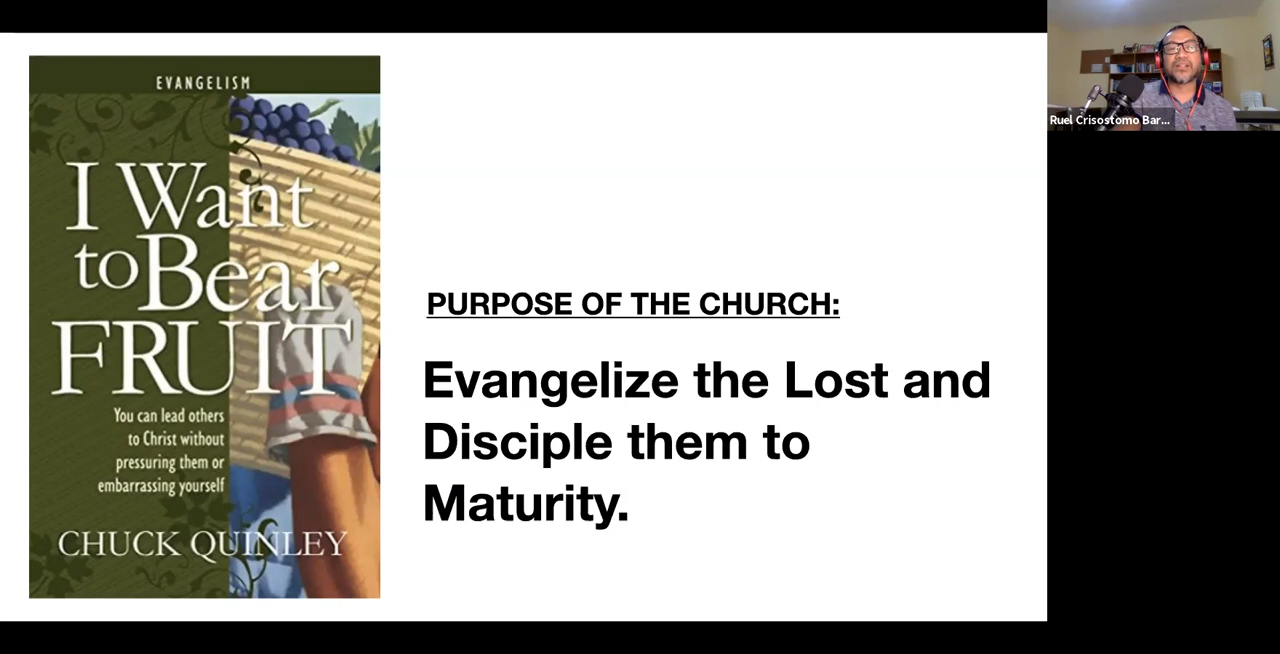 EVANGELISM
I Want
to Bear
FRUIT
You can lead others
to Christ without
pressuring them or
embarrassing yourself
CHUCK QUINLEY
PURPOSE OF THE CHURCH:
Evangelize the Lost and
Disciple them to
Maturity.
Ruel Crisostomo Bar...